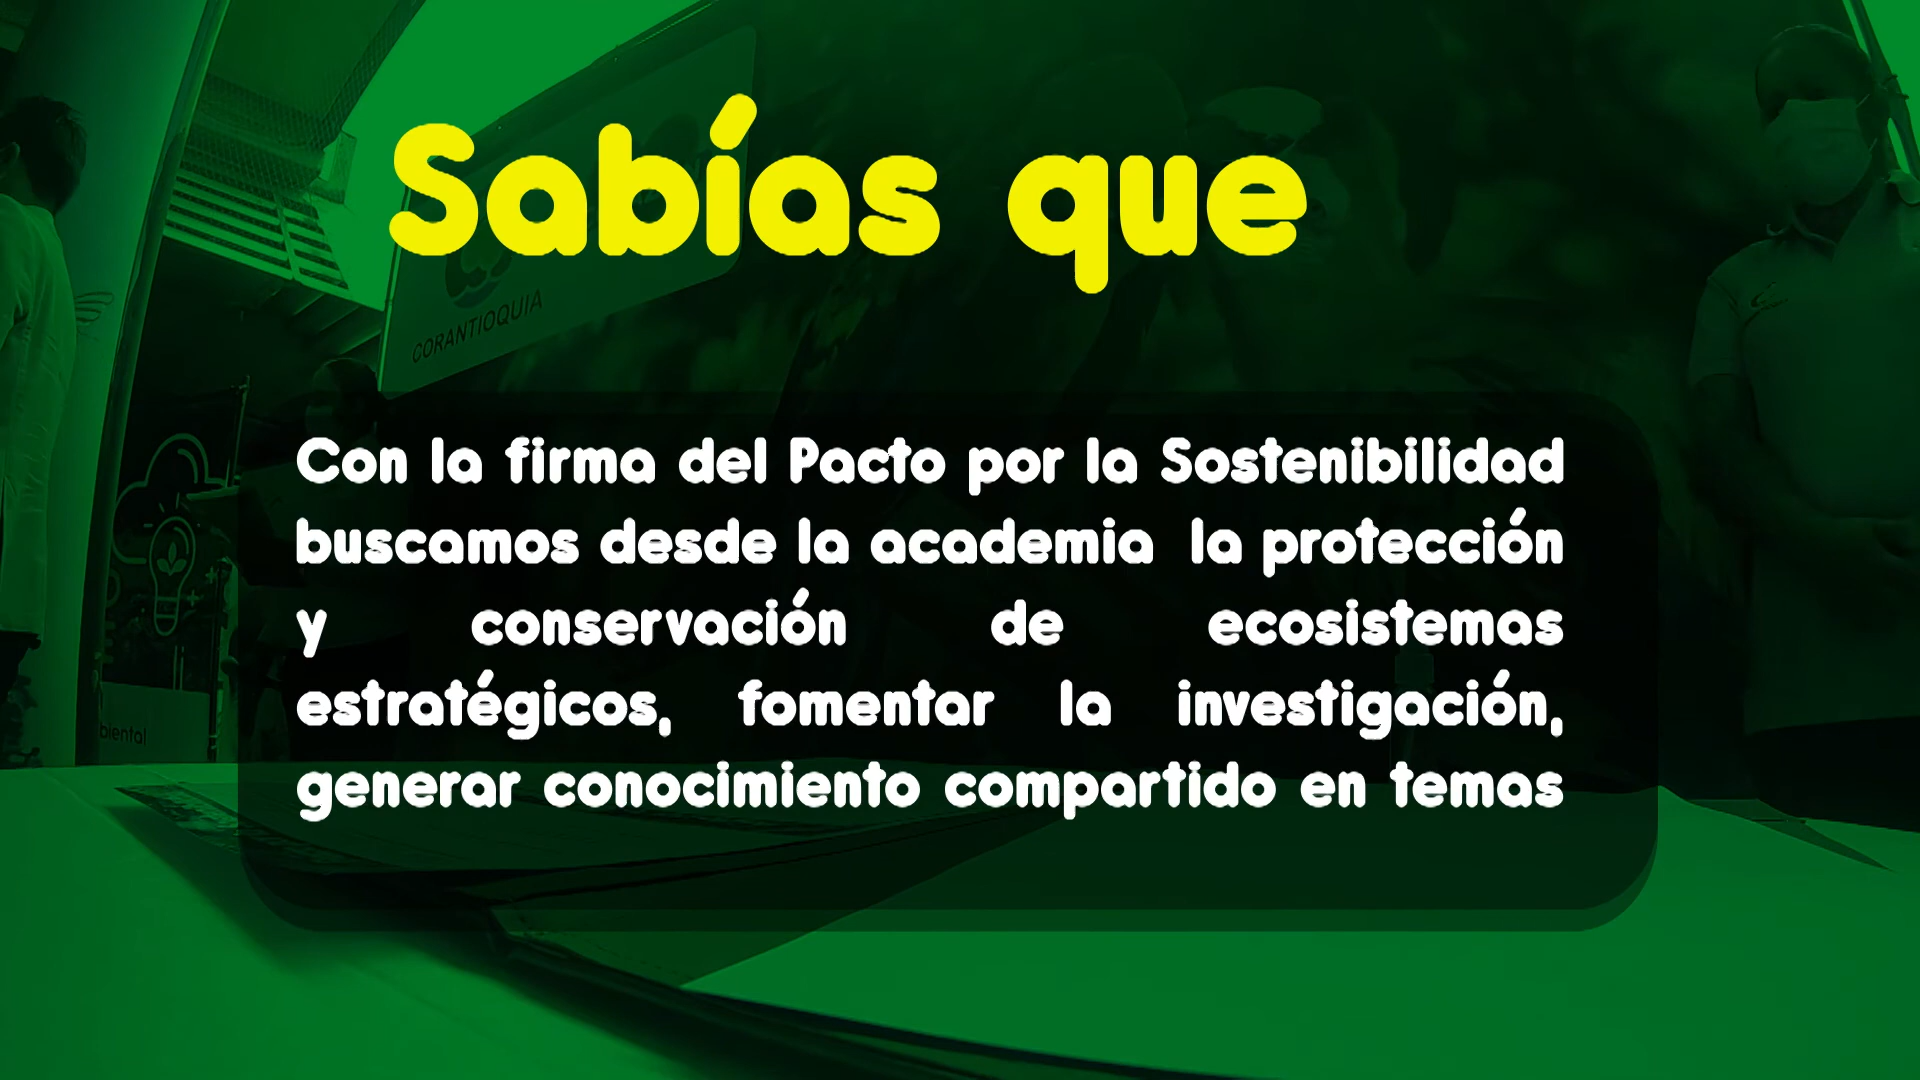 Sabías que
CORANTIOQUIA
Con la firma del Pacto por la Sostenibilidad
buscamos desde la academia la protección
y conservación de ecosistemas
estratégicos, fomentar la investigación,
generar conocimiento compartido en temas
biental